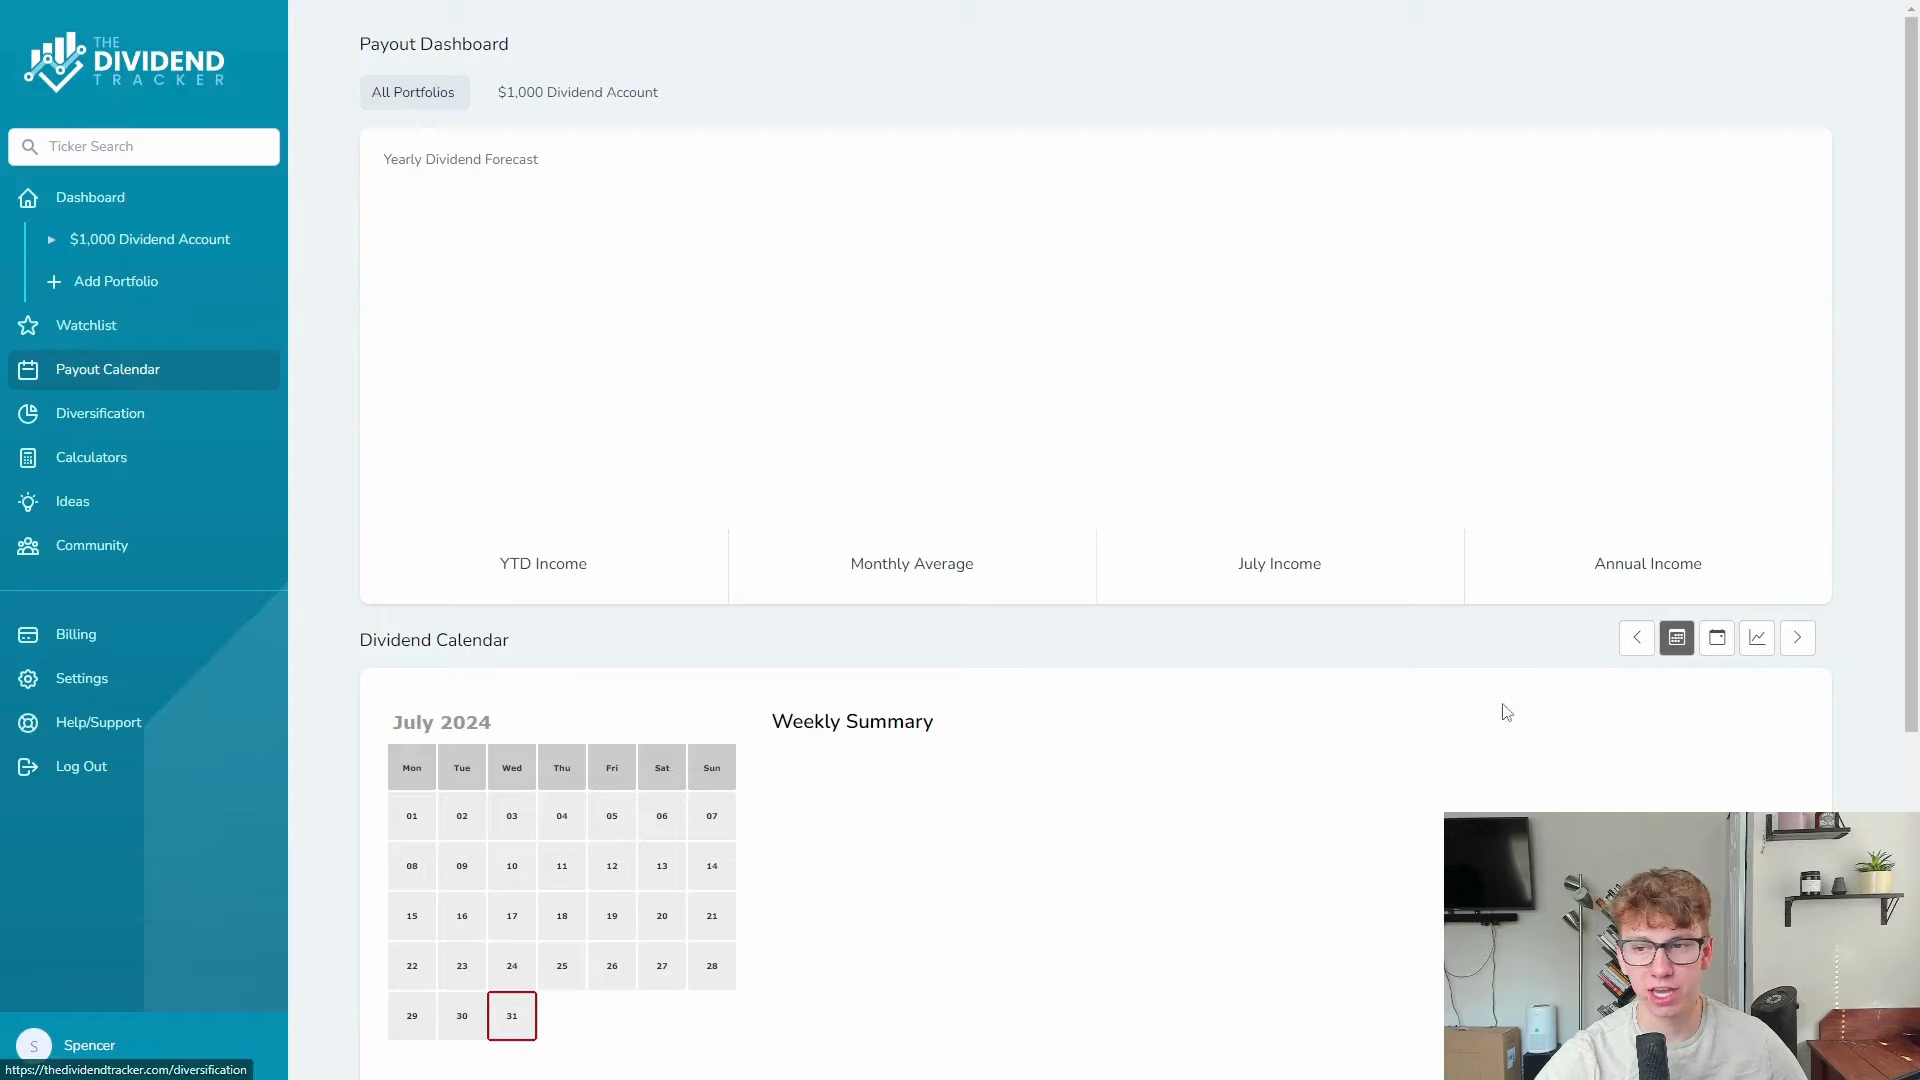 THE
DIVIDEND
TRACKER
Ticker Search
Dashboard
$1,000 Dividend Account
Add Portfolio
Watchlist
Payout Calendar
Diversification
Calculators
Ideas
Community
Billing
Settings
Help/Support
Log Out
S Spencer
https://thedividendtracker.com/diversification
Payout Dashboard
All Portfolios $1,000 Dividend Account
Yearly Dividend Forecast
YTD Income Monthly Average July Income Annual Income
Dividend Calendar
July 2024
Mon Tue Wed Thu Fri Sat Sun
01 02 03 04 05 06 07
08 09 10 11 12 13 14
15 16 17 18 19 20 21
22 23 24 25 26 27 28
29 30 31
Weekly Summary